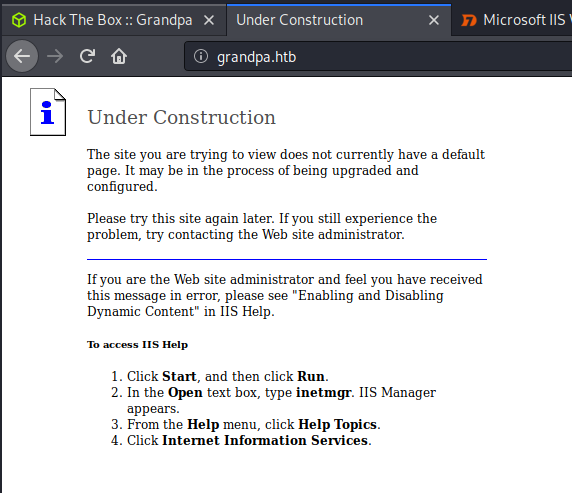 Hack The Box :: Grandpa
Under Construction
Microsoft IIS
grandpa.htb
Under Construction
The site you are trying to view does not currently have a default
page. It may be in the process of being upgraded and
configured.
Please try this site again later. If you still experience the
problem, try contacting the Web site administrator.
If you are the Web site administrator and feel you have received
this message in error, please see "Enabling and Disabling
Dynamic Content" in IIS Help.
To access IIS Help
1. Click Start, and then click Run.
2. In the Open text box, type inetmgr. IIS Manager
appears.
3. From the Help menu, click Help Topics.
4. Click Internet Information Services.